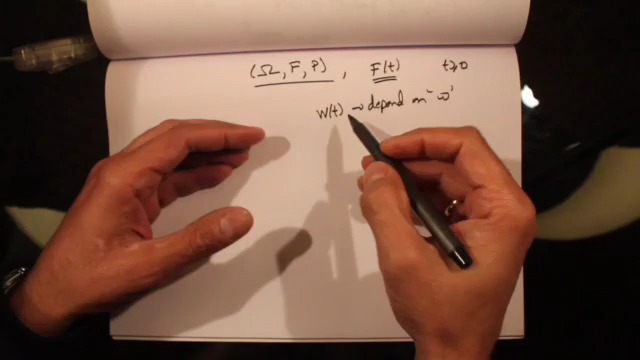 (Ω, F, P) , F(t) t≥0
W(t) → depend on "ω"